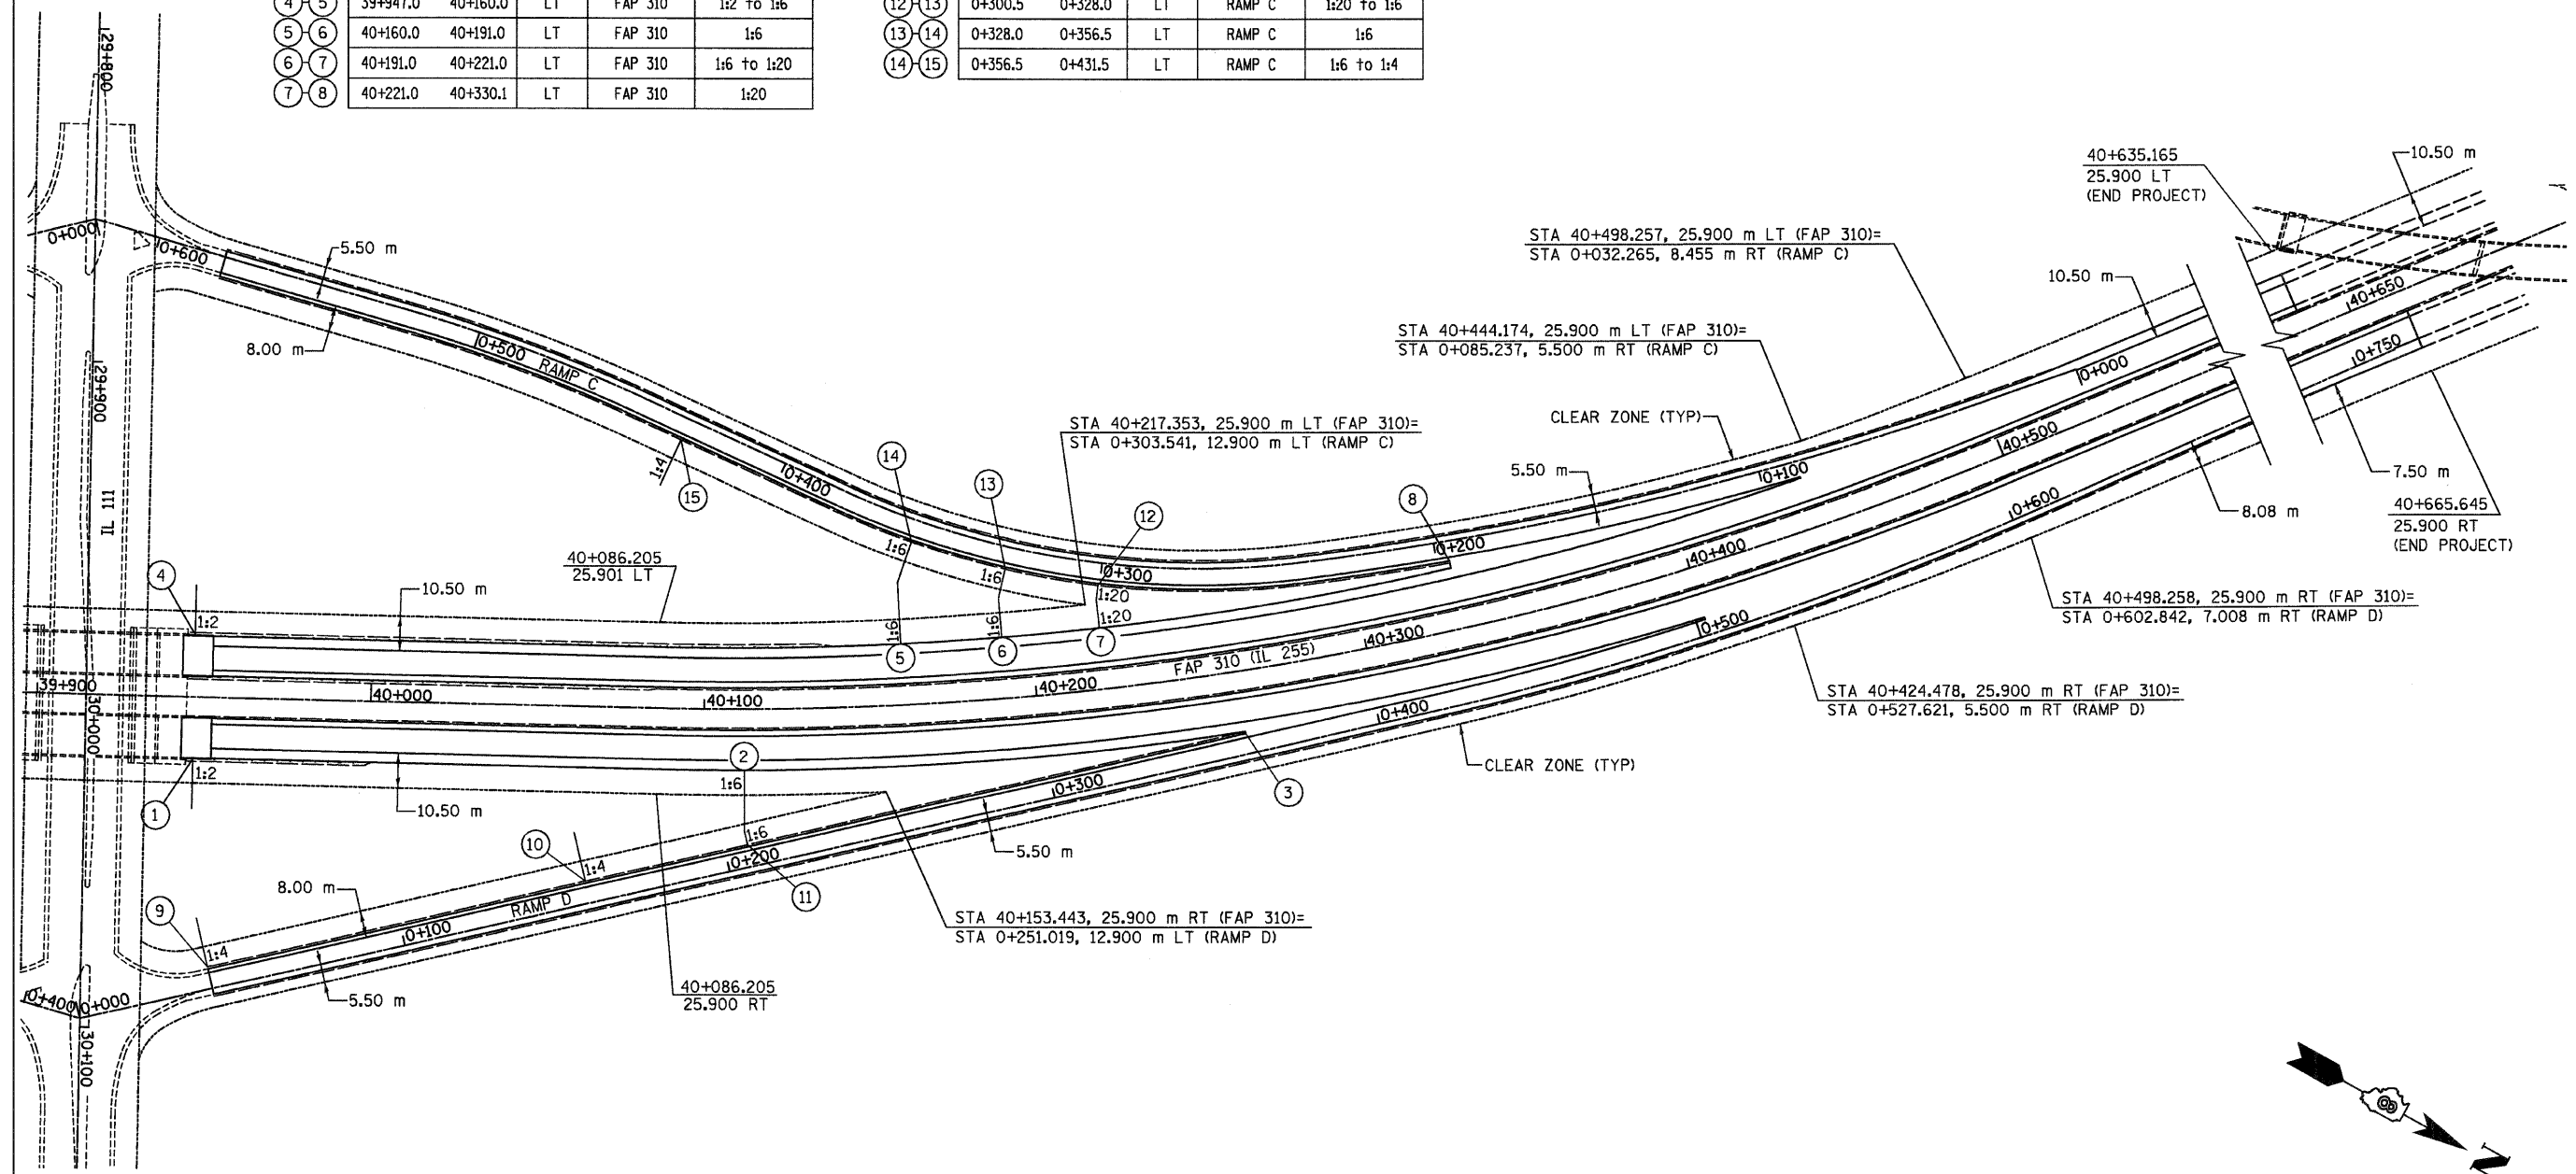 4 5 39+947.0 40+160.0 LT FAP 310 1:2 to 1:6
5 6 40+160.0 40+191.0 LT FAP 310 1:6
6 7 40+191.0 40+221.0 LT FAP 310 1:6 to 1:20
7 8 40+221.0 40+330.1 LT FAP 310 1:20
12 13 0+300.5 0+328.0 LT RAMP C 1:20 to 1:6
13 14 0+328.0 0+356.5 LT RAMP C 1:6
14 15 0+356.5 0+431.5 LT RAMP C 1:6 to 1:4
29+800
0+000
0+600
5.50 m
8.00 m
0+500
RAMP C
29+900
IL 111
1:4
15
0+400
14
13
12
1:6
1:6
0+300
1:20
1:20
1:6
1:6
5
6
7
8
0+200
STA 40+217.353, 25.900 m LT (FAP 310)=
STA 0+303.541, 12.900 m LT (RAMP C)
STA 40+444.174, 25.900 m LT (FAP 310)=
STA 0+085.237, 5.500 m RT (RAMP C)
STA 40+498.257, 25.900 m LT (FAP 310)=
STA 0+032.265, 8.455 m RT (RAMP C)
CLEAR ZONE (TYP)
5.50 m
0+100
40+635.165
25.900 LT
(END PROJECT)
10.50 m
10.50 m
0+000
40+650
0+750
7.50 m
40+665.645
25.900 RT
(END PROJECT)
40+500
0+600
8.08 m
STA 40+498.258, 25.900 m RT (FAP 310)=
STA 0+602.842, 7.008 m RT (RAMP D)
40+400
0+500
STA 40+424.478, 25.900 m RT (FAP 310)=
STA 0+527.621, 5.500 m RT (RAMP D)
40+300
FAP 310 (IL 255)
40+200
40+100
40+000
39+900
30+000
4
1:2
10.50 m
40+086.205
25.901 LT
1
1:2
10.50 m
2
1:6
3
0+400
CLEAR ZONE (TYP)
0+300
5.50 m
1:6
0+200
11
10
1:4
9
1:4
8.00 m
0+100
RAMP D
5.50 m
40+086.205
25.900 RT
STA 40+153.443, 25.900 m RT (FAP 310)=
STA 0+251.019, 12.900 m LT (RAMP D)
0+400
0+000
30+100
N